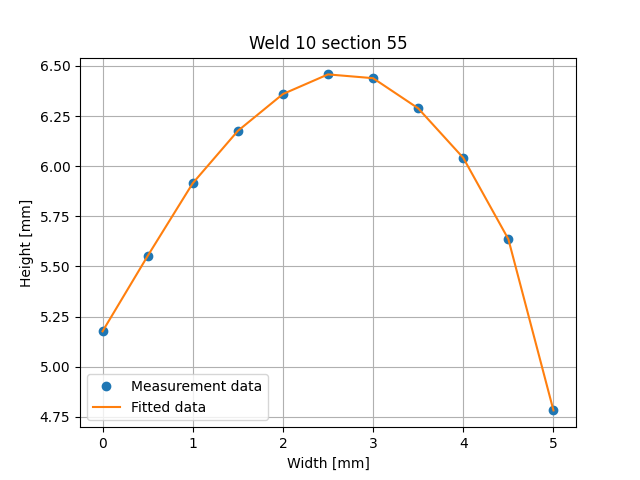 Weld 10 section 55
Height [mm]
6.50
6.25
6.00
5.75
5.50
5.25
5.00
4.75
Measurement data
Fitted data
0 1 2 3 4 5
Width [mm]